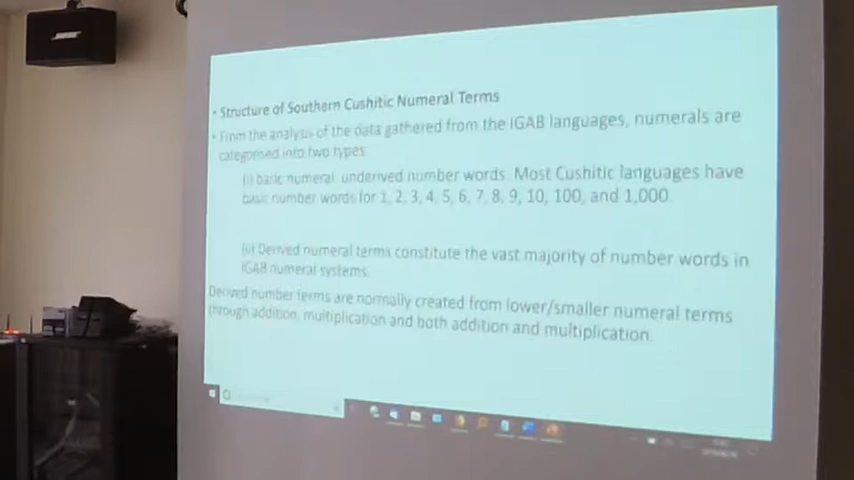 BOSE
• Structure of Southern Cushitic Numeral Terms
• From the analysis of the data gathered from the IGAB languages, numerals are
categorised into two types:
(i) basic numeral: underived number words. Most Cushitic languages have
basic number words for 1, 2, 3, 4, 5, 6, 7, 8, 9, 10, 100, and 1,000
(ii) Derived numeral terms constitute the vast majority of number words in
IGAB numeral systems.
Derived number terms are normally created from lower/smaller numeral terms
through addition, multiplication and both addition and multiplication.